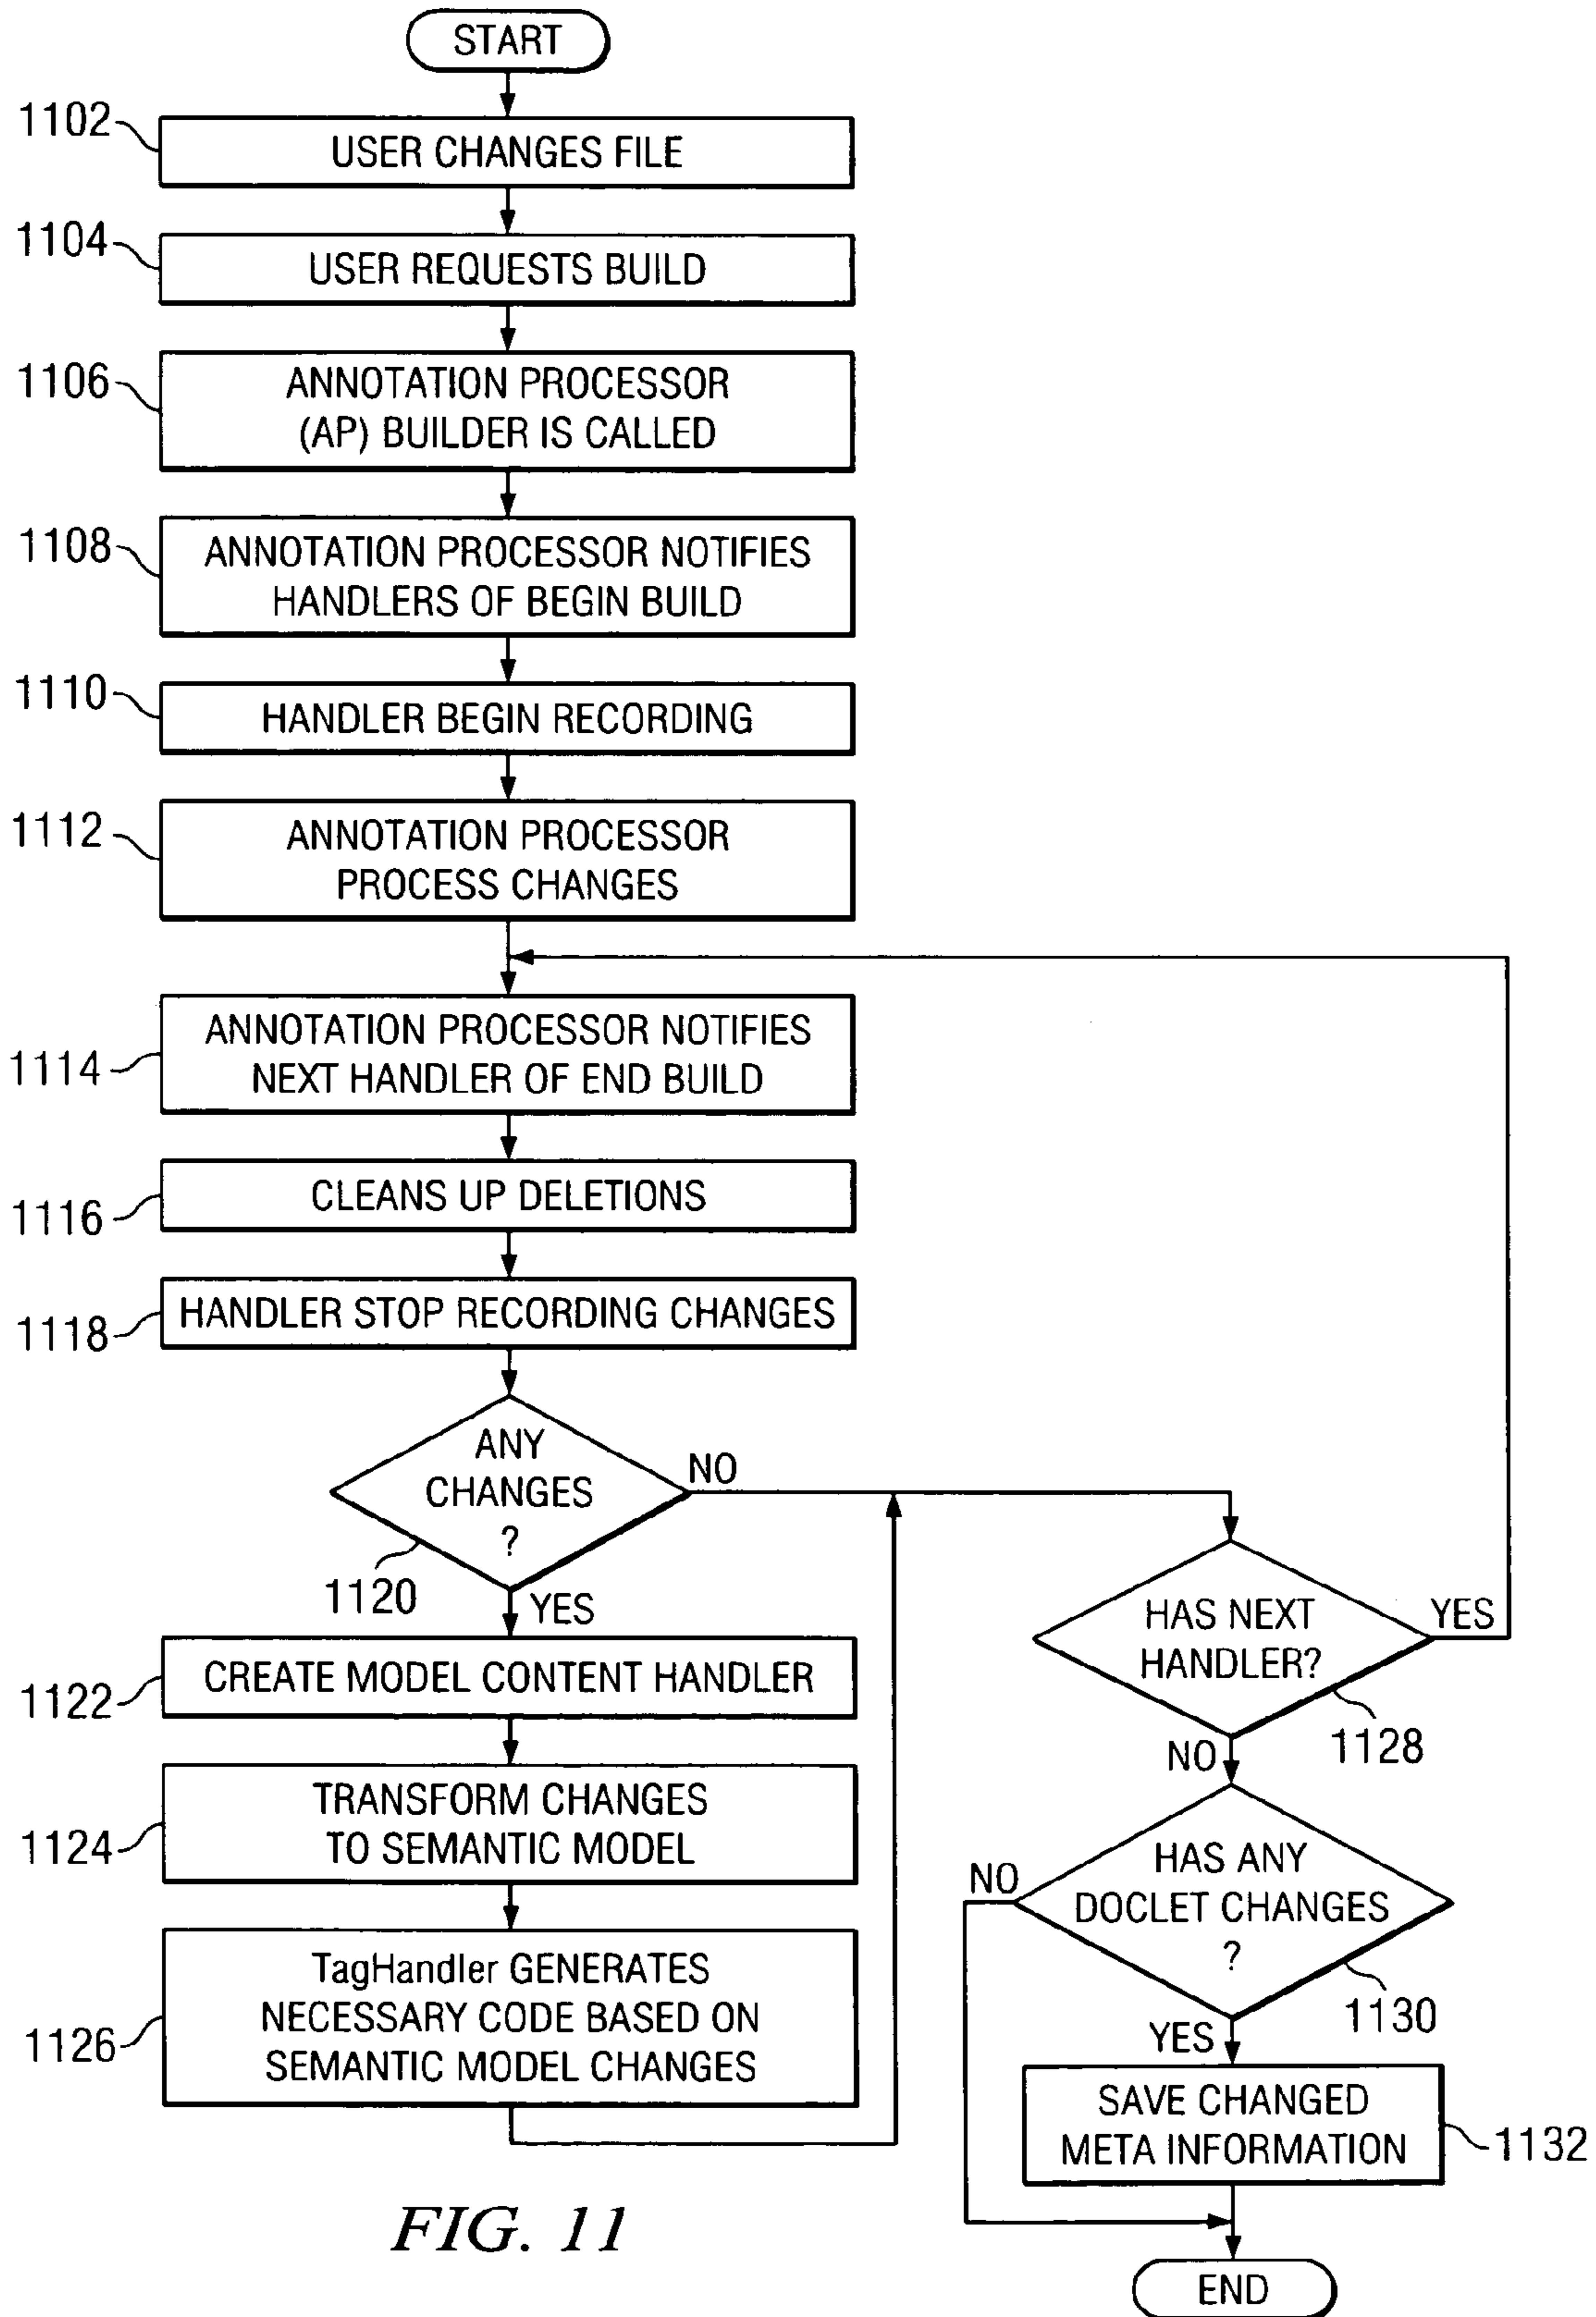 START
1102
USER CHANGES FILE
1104
USER REQUESTS BUILD
1106
ANNOTATION PROCESSOR
(AP) BUILDER IS CALLED
1108
ANNOTATION PROCESSOR NOTIFIES
HANDLERS OF BEGIN BUILD
1110
HANDLER BEGIN RECORDING
1112
ANNOTATION PROCESSOR
PROCESS CHANGES
1114
ANNOTATION PROCESSOR NOTIFIES
NEXT HANDLER OF END BUILD
1116
CLEANS UP DELETIONS
1118
HANDLER STOP RECORDING CHANGES
ANY
CHANGES
?
NO
1120
YES
1122
CREATE MODEL CONTENT HANDLER
1124
TRANSFORM CHANGES
TO SEMANTIC MODEL
1126
TagHandler GENERATES
NECESSARY CODE BASED ON
SEMANTIC MODEL CHANGES
HAS NEXT
HANDLER?
YES
1128
NO
HAS ANY
DOCLET CHANGES
?
NO
1130
YES
SAVE CHANGED
META INFORMATION
1132
END
FIG. 11